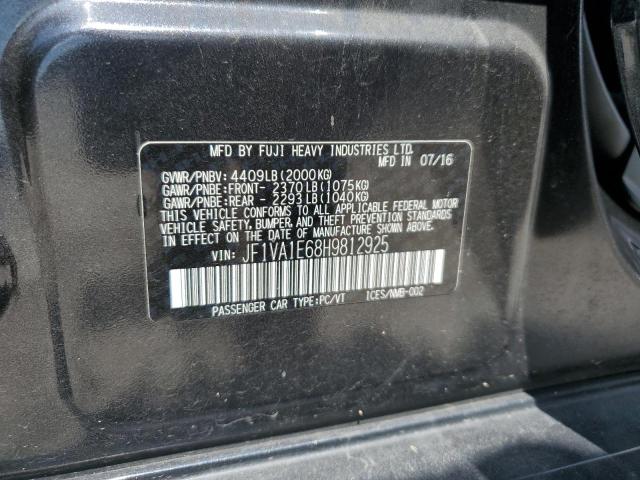 MFD BY FUJI HEAVY INDUSTRIES LTD.
MFD IN 07/16
GVWR/PNBV: 4409LB(2000KG)
GAWR/PNBE:FRONT- 2370LB(1075KG)
GAWR/PNBE:REAR - 2293LB(1040KG)
THIS VEHICLE CONFORMS TO ALL APPLICABLE FEDERAL MOTOR
VEHICLE SAFETY, BUMPER, AND THEFT PREVENTION STANDARDS
IN EFFECT ON THE DATE OF MANUFACTURE SHOWN ABOVE.
VIN: JF1VA1E68H9812925
PASSENGER CAR TYPE:PC/VT ICES/NMB-002